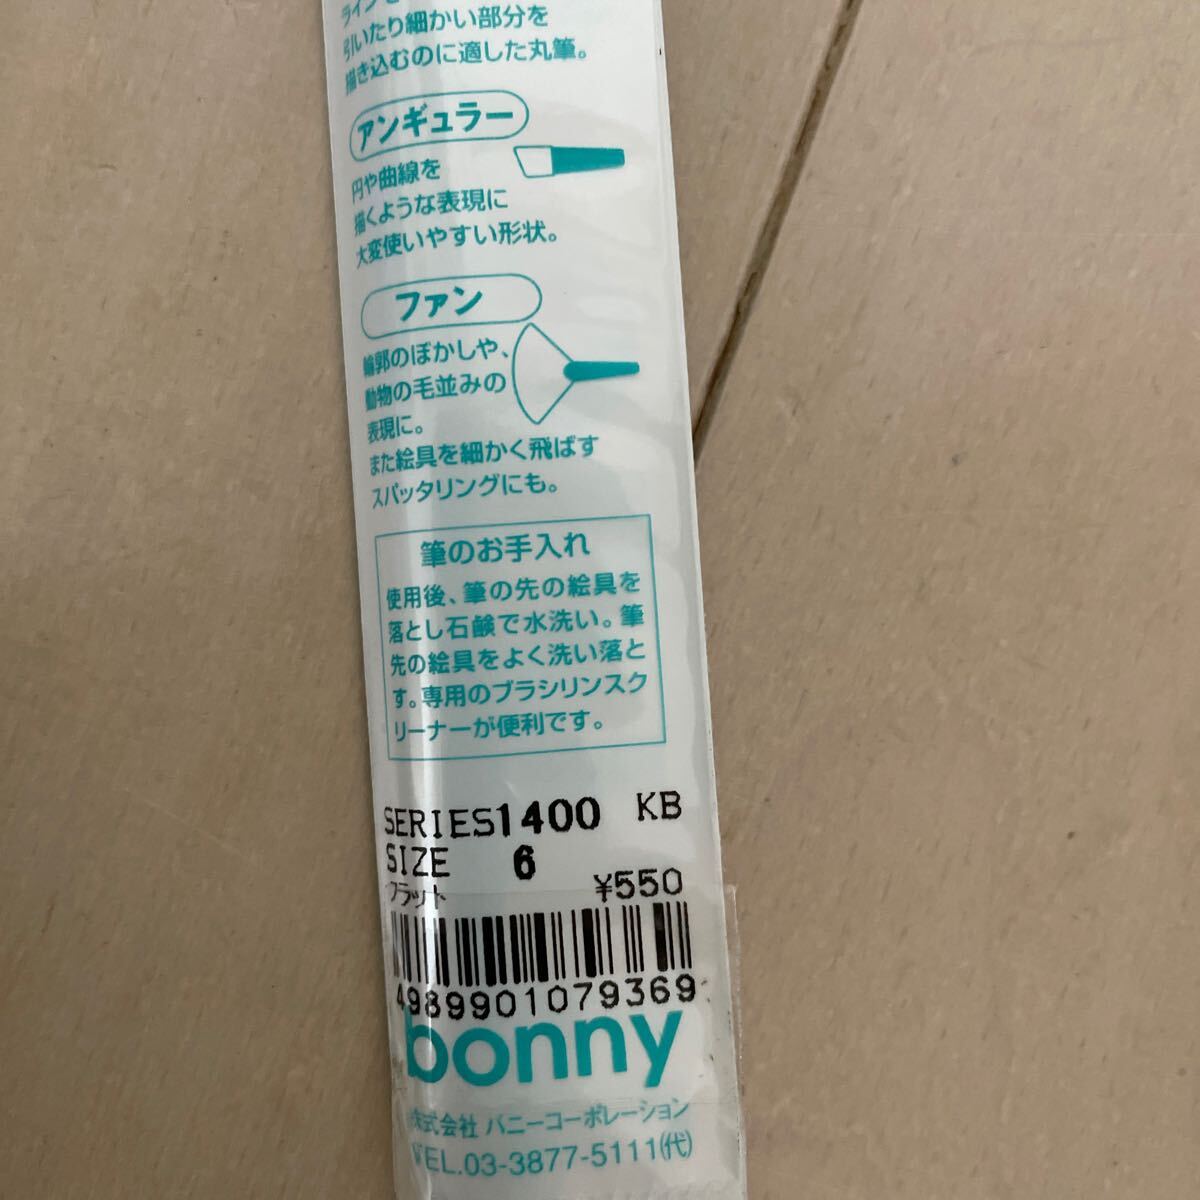 引いたり細かい部分を
描き込むのに適した丸筆。
アンギュラー
円や曲線を
描くような表現に
大変使いやすい形状。
ファン
輪郭のぼかしや、
動物の毛並みの
表現に。
また絵具を細かく飛ばす
スパッタリングにも。
筆のお手入れ
使用後、筆の先の絵具を
落とし石鹸で水洗い。筆
先の絵具をよく洗い落と
す。専用のブラシリンスク
リーナーが便利です。
SERIES1400 KB
SIZE 6
フラット ¥550
4989901079369
bonny
株式会社 バニーコーポレーション
TEL.03-3877-5111(代)